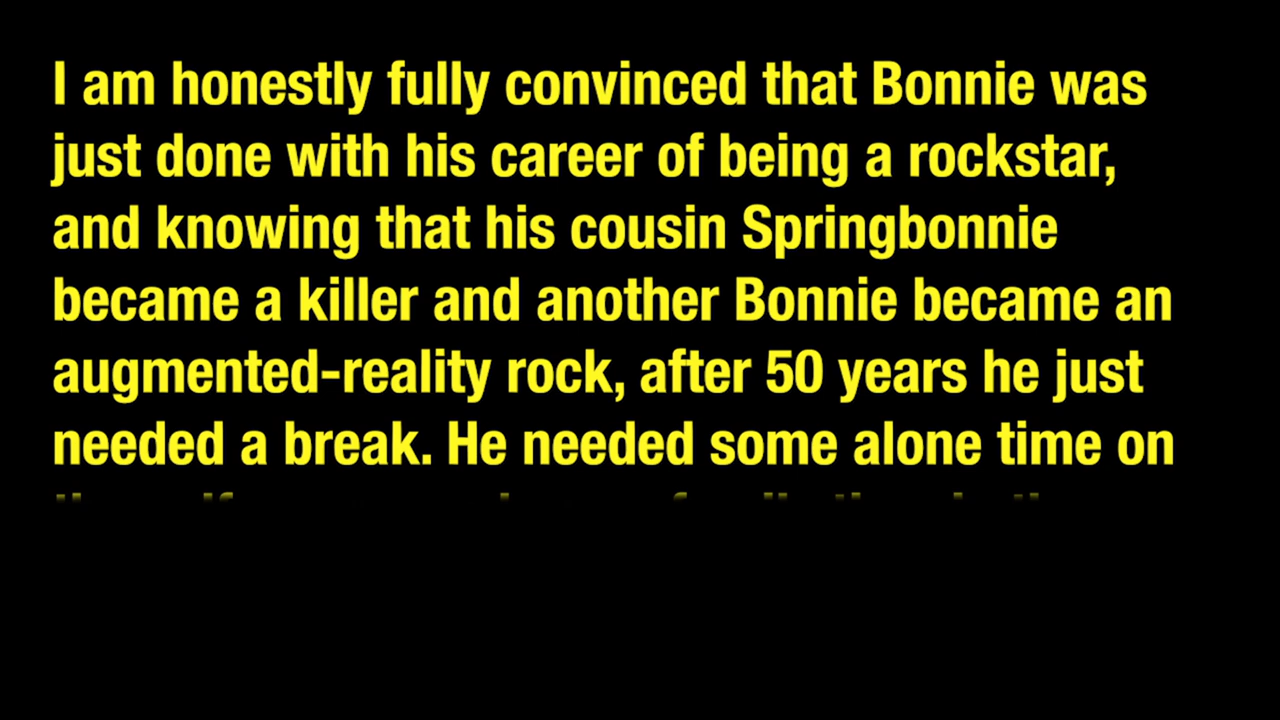 I am honestly fully convinced that Bonnie was
just done with his career of being a rockstar,
and knowing that his cousin Springbonnie
became a killer and another Bonnie became an
augmented-reality rock, after 50 years he just
needed a break. He needed some alone time on